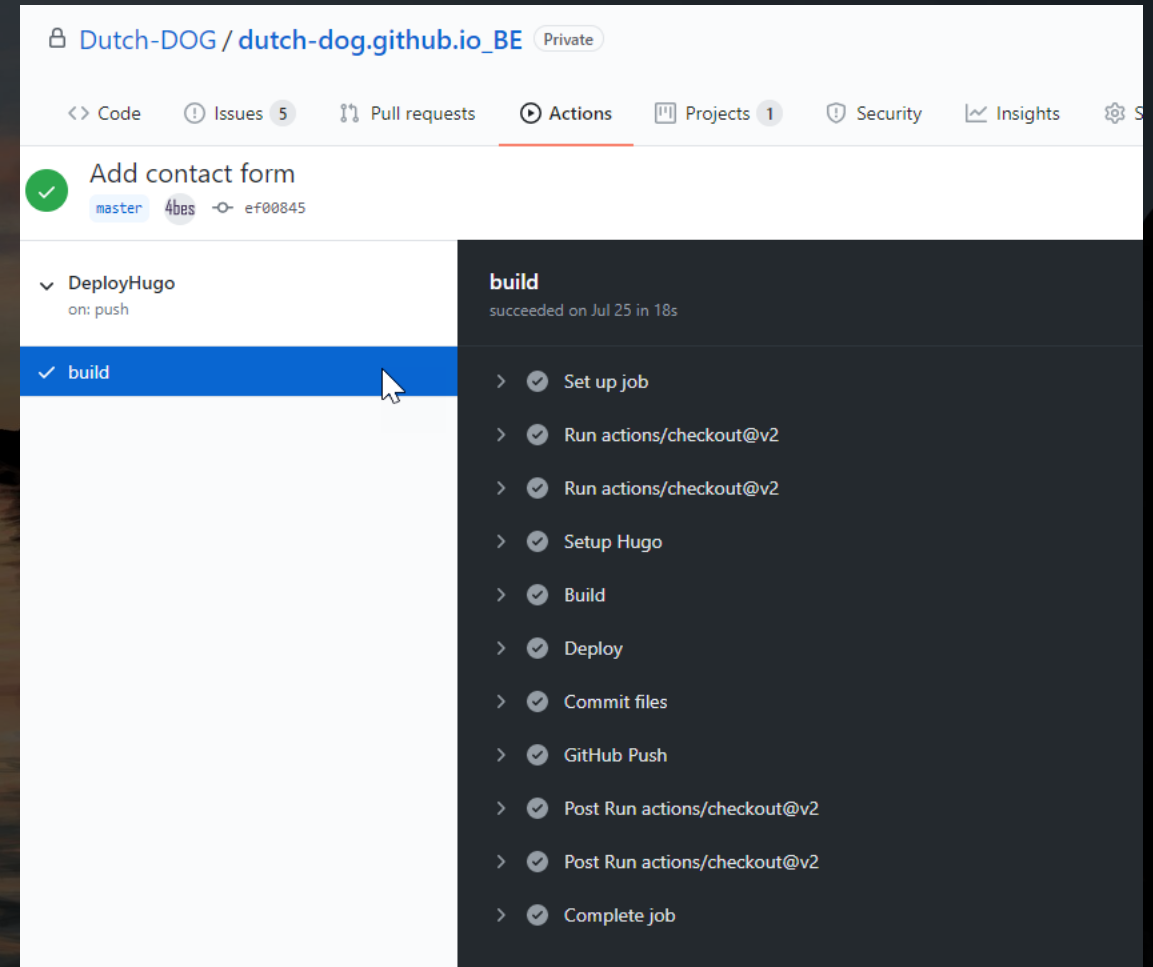 Dutch-DOG / dutch-dog.github.io_BE Private
<> Code Issues 5 Pull requests Actions Projects 1 Security Insights S
Add contact form
master 4bes ef00845
DeployHugo
on: push
build
build
succeeded on Jul 25 in 18s
Set up job
Run actions/checkout@v2
Run actions/checkout@v2
Setup Hugo
Build
Deploy
Commit files
GitHub Push
Post Run actions/checkout@v2
Post Run actions/checkout@v2
Complete job